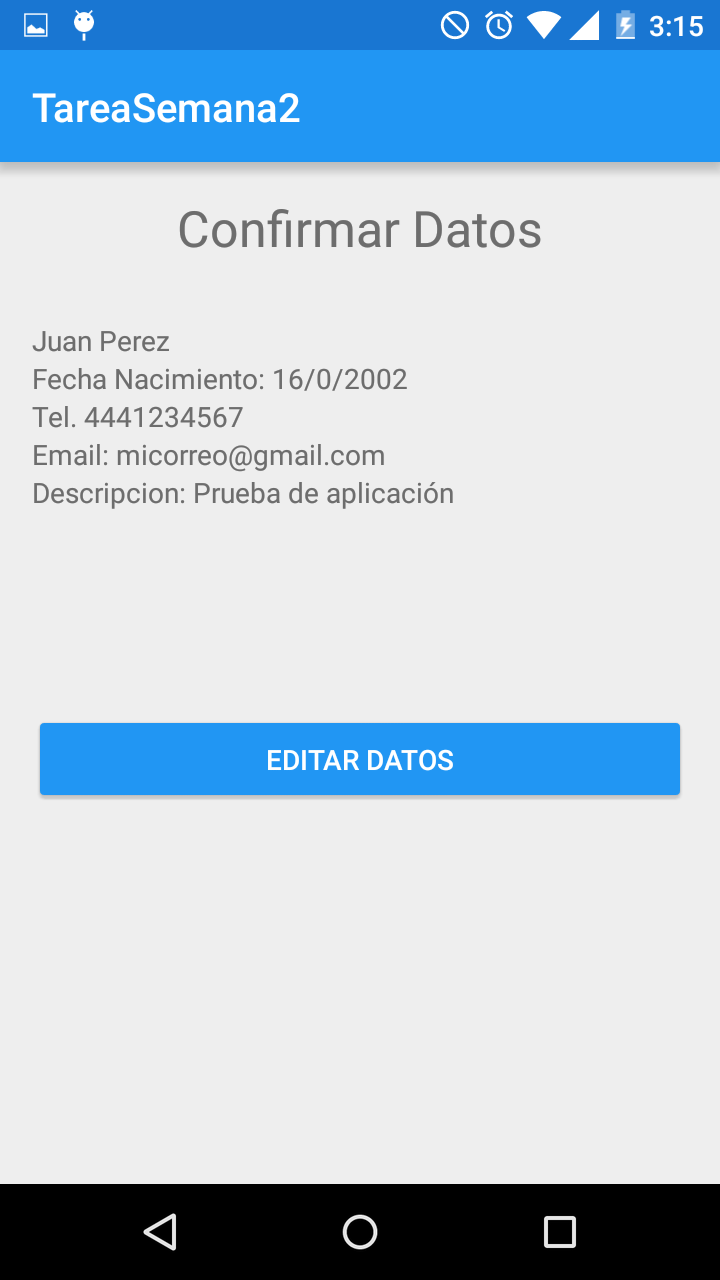 3:15
TareaSemana2
Confirmar Datos
Juan Perez
Fecha Nacimiento: 16/0/2002
Tel. 4441234567
Email: micorreo@gmail.com
Descripcion: Prueba de aplicación
EDITAR DATOS